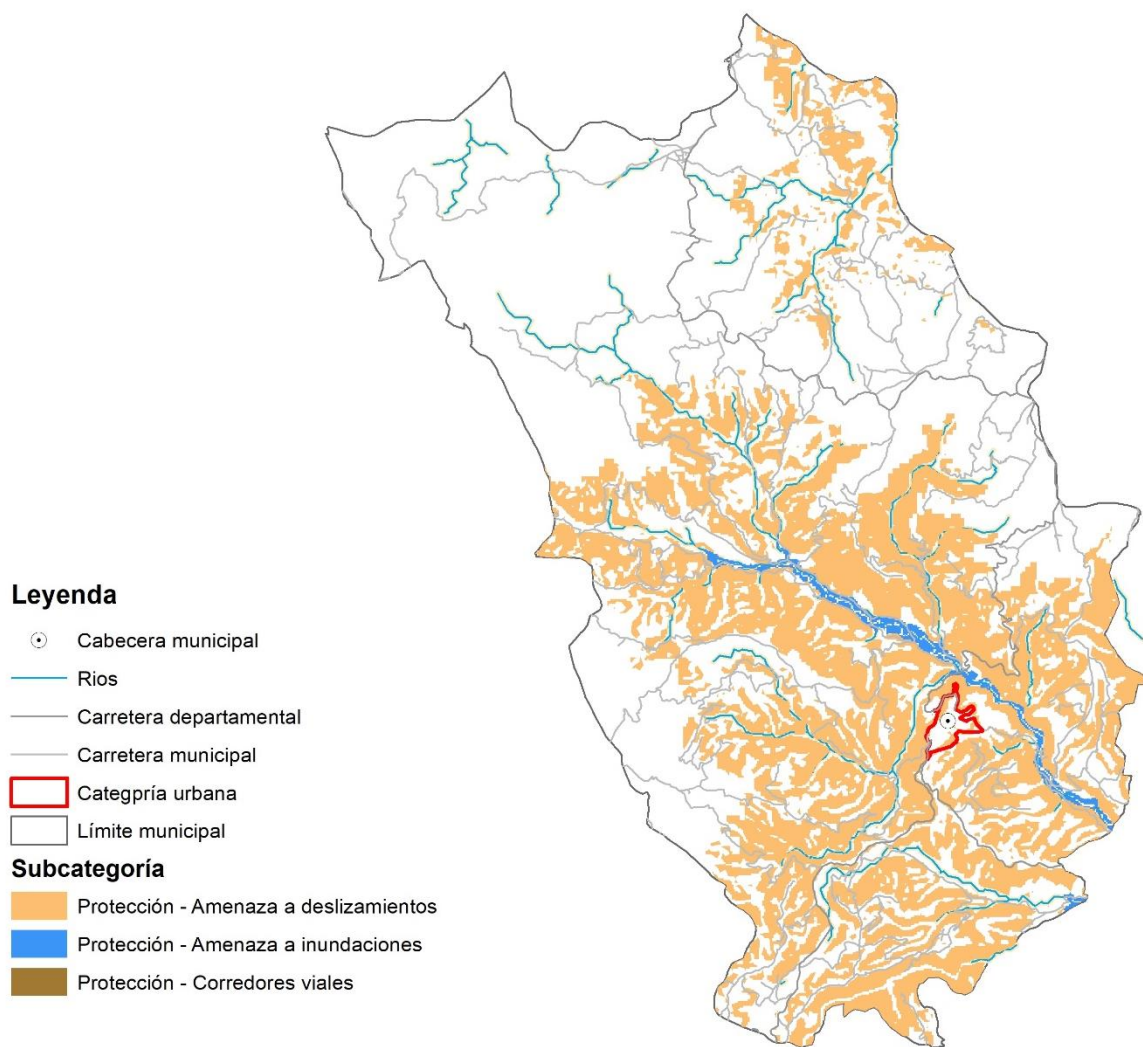 Leyenda
Cabecera municipal
Rios
Carretera departamental
Carretera municipal
Categpría urbana
Límite municipal
Subcategoría
Protección - Amenaza a deslizamientos
Protección - Amenaza a inundaciones
Protección - Corredores viales